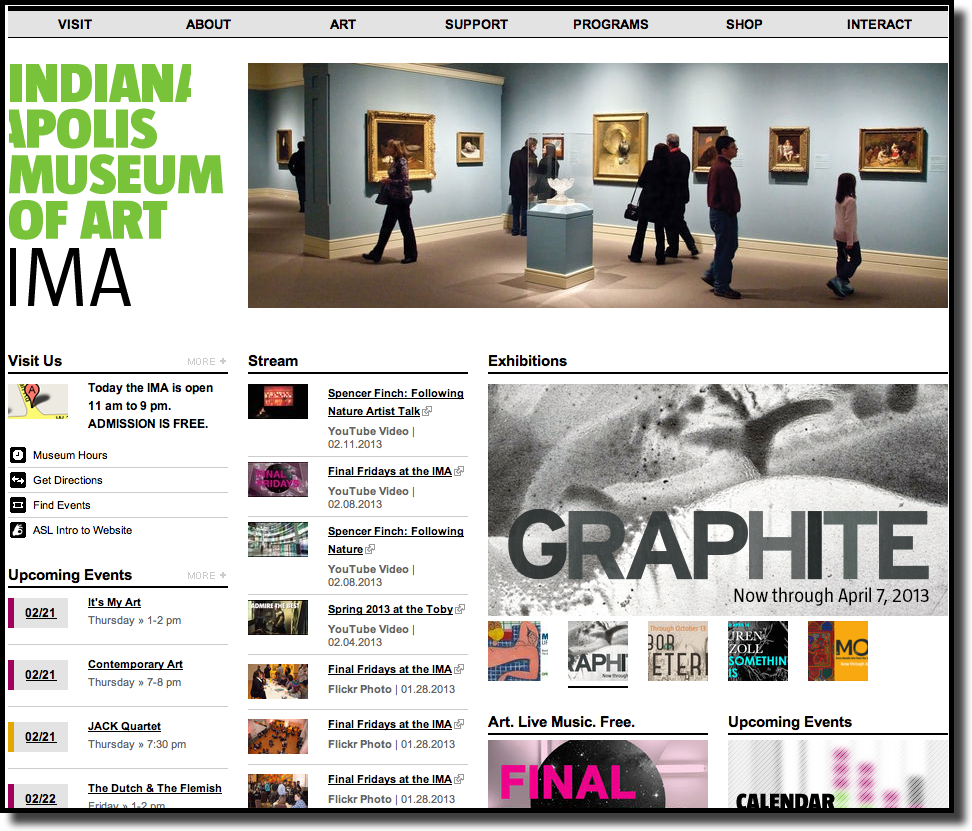 VISIT ABOUT ART SUPPORT PROGRAMS SHOP INTERACT
INDIANA
APOLIS
MUSEUM
OF ART
IMA
Visit Us MORE +
A
Today the IMA is open
11 am to 9 pm.
ADMISSION IS FREE.
Museum Hours
Get Directions
Find Events
ASL Intro to Website
Upcoming Events MORE +
02/21 It's My Art
Thursday » 1-2 pm
02/21 Contemporary Art
Thursday » 7-8 pm
02/21 JACK Quartet
Thursday » 7:30 pm
02/22 The Dutch & The Flemish
Friday » 1-2 pm
Stream
Spencer Finch: Following
Nature Artist Talk
YouTube Video |
02.11.2013
FINAL
FRIDAYS
Final Fridays at the IMA
YouTube Video |
02.08.2013
Spencer Finch: Following
Nature
YouTube Video |
02.08.2013
ADMIRE THE BEST
Spring 2013 at the Toby
YouTube Video |
02.04.2013
Final Fridays at the IMA
Flickr Photo | 01.28.2013
Final Fridays at the IMA
Flickr Photo | 01.28.2013
Final Fridays at the IMA
Flickr Photo | 01.28.2013
Exhibitions
GRAPHITE
Now through April 7, 2013
RAPHI
Through October 13
ETER
UREN
ZOLL
SOMETHIN
IS
MO
Art. Live Music. Free.
FINAL
Upcoming Events
CALENDAR